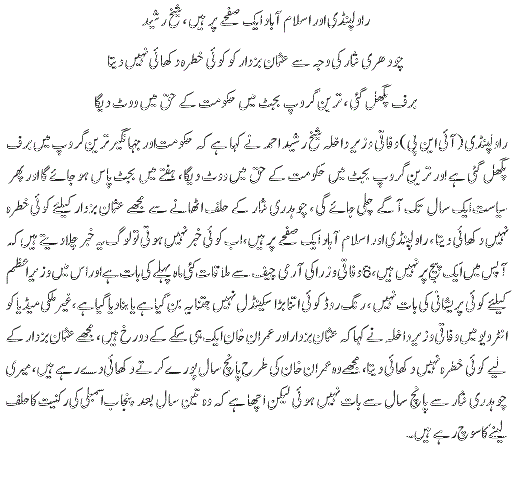 راولپنڈی اور اسلام آباد ایک صفحے پر ہیں، شیخ رشید
چودھری نثار کی وجہ سے عثمان بزدار کو کوئی خطرہ دکھائی نہیں دیتا
برف پگھل گئی، ترین گروپ بجٹ میں حکومت کے حق میں ووٹ دیگا
راولپنڈی (آئی این پی) وفاقی وزیر داخلہ شیخ رشید احمد نے کہا ہے کہ حکومت اور جہانگیر ترین گروپ میں برف
پگھل گئی ہے اور ترین گروپ بجٹ میں حکومت کے حق میں ووٹ دیگا، ہفتے میں بجٹ پاس ہو جائے گا اور پھر
سیاست ایک سال تک آگے چلی جائے گی، چوہدری نثار کے حلف اٹھانے سے مجھے عثمان بزدار کیلئے کوئی خطرہ
نہیں دکھائی دیتا، راولپنڈی اور اسلام آباد ایک صفحے پر ہیں، اب کوئی خبر نہیں ہوتی تو لوگ یہ خبر چلا دیتے ہیں کہ
آپس میں ایک پیج پر نہیں ہیں، 6 وفاقی وزرا کی آرمی چیف سے ملاقات کئی ماہ پہلے کی بات ہے اور اس میں وزیراعظم
کیلئے کوئی پریشانی کی بات نہیں، رنگ روڈ کوئی اتنا بڑا سکینڈل نہیں جتنا یہ بن گیا ہے یا بنا دیا گیا ہے، غیر ملکی میڈیا کو
انٹرویو میں وفاقی وزیر داخلہ نے کہا کہ عثمان بزدار اور عمران خان ایک ہی سکے کے دو رخ ہیں، مجھے عثمان بزدار کے
لیے کوئی خطرہ نہیں دکھائی دیتا، مجھے وہ عمران خان کی طرح پانچ سال پورے کرتے دکھائی دے رہے ہیں، میری
چوہدری نثار سے پانچ سال سے بات نہیں ہوئی لیکن اچھا ہے کہ وہ تین سال بعد پنجاب اسمبلی کی رکنیت کا حلف
لینے کا سوچ رہے ہیں۔